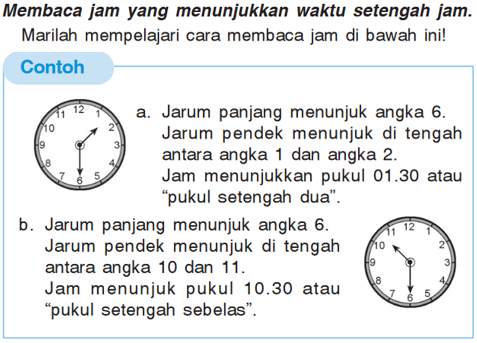 Membaca jam yang menunjukkan waktu setengah jam.
Marilah mempelajari cara membaca jam di bawah ini!
Contoh
12
1
2
3
4
5
6
7
8
9
10
11
a. Jarum panjang menunjuk angka 6.
Jarum pendek menunjuk di tengah
antara angka 1 dan angka 2.
Jam menunjukkan pukul 01.30 atau
“pukul setengah dua”.
b. Jarum panjang menunjuk angka 6.
Jarum pendek menunjuk di tengah
antara angka 10 dan 11.
Jam menunjuk pukul 10.30 atau
“pukul setengah sebelas”.
12
1
2
3
4
5
6
7
8
9
10
11